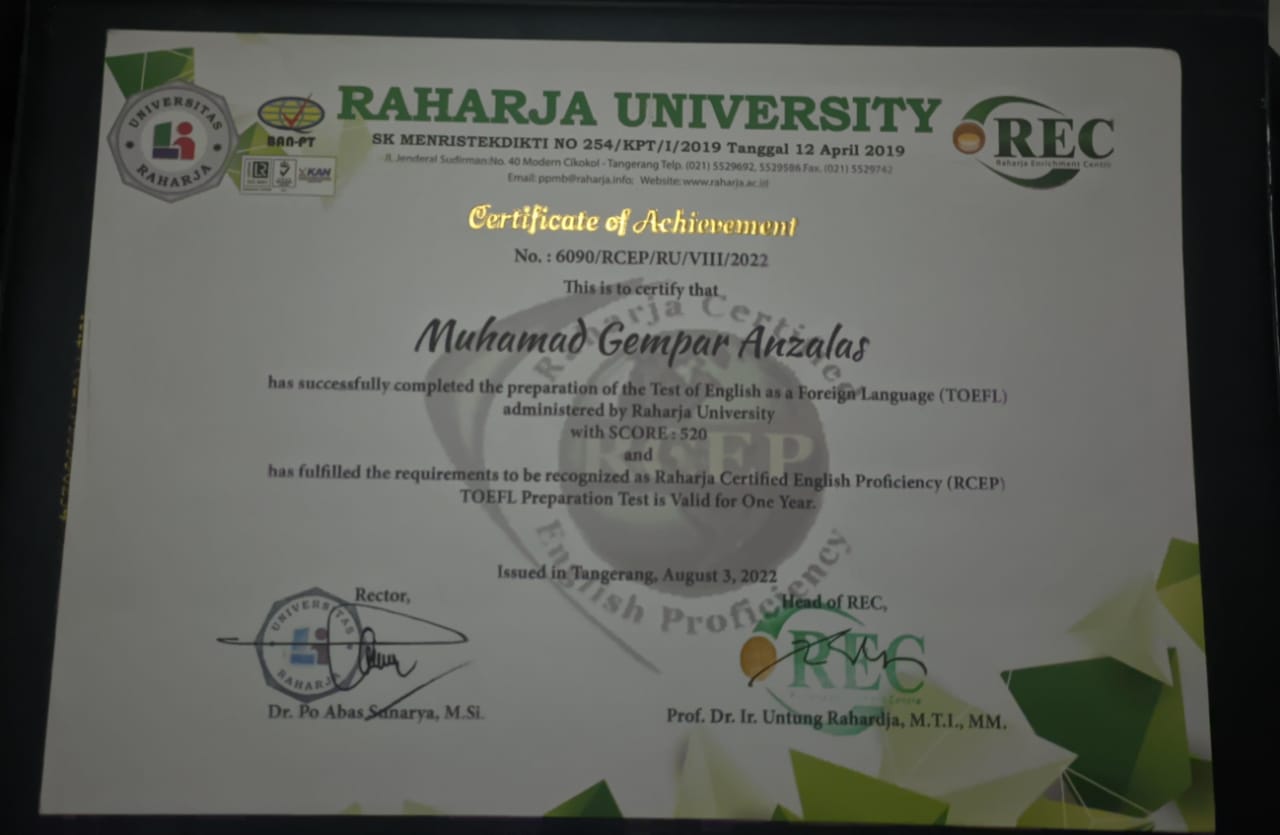 UNIVERSITAS RAHARJA
BAN-PT
KAN
RAHARJA UNIVERSITY
SK MENRISTEKDIKTI NO 254/KPT/I/2019 Tanggal 12 April 2019
Jl. Jenderal Sudirman No. 40 Modern Cikokol - Tangerang Telp. (021) 5529692, 5529586 Fax. (021) 5529742
Email: ppmb@raharja.info; Website: www.raharja.ac.id
REC
Raharja Enrichment Centre
Certificate of Achievement
No. : 6090/RCEP/RU/VIII/2022
This is to certify that
Muhamad Gempar Anzalas
has successfully completed the preparation of the Test of English as a Foreign Language (TOEFL)
administered by Raharja University
with SCORE : 520
and
has fulfilled the requirements to be recognized as Raharja Certified English Proficiency (RCEP)
TOEFL Preparation Test is Valid for One Year.
Raharja Certified
RCEP
English Proficiency
Issued in Tangerang, August 3, 2022
Rector,
UNIVERSITAS RAHARJA
Dr. Po Abas Sunarya, M.Si.
Head of REC,
REC
Prof. Dr. Ir. Untung Rahardja, M.T.I., MM.